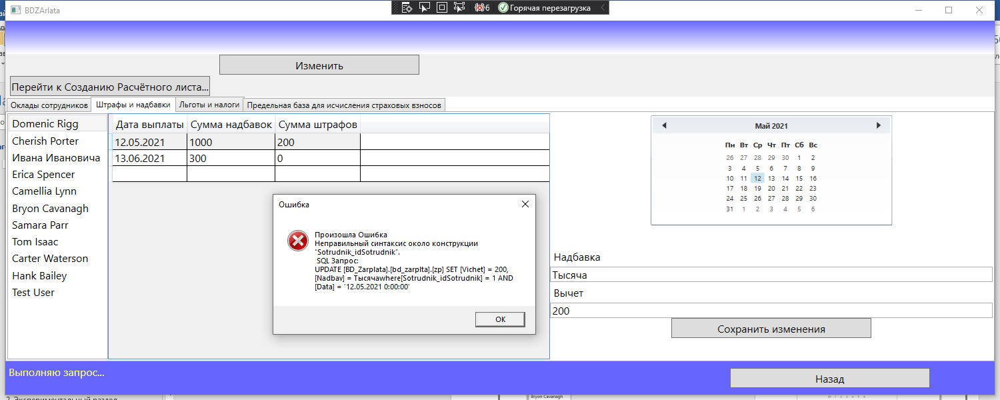 BDZArlata
6 Горячая перезагрузка
Изменить
Перейти к Созданию Расчётного листа...
Оклады сотрудников Штрафы и надбавки Льготы и налоги Предельная база для исчисления страховых взносов
Domenic Rigg
Cherish Porter
Ивана Ивановича
Erica Spencer
Camellia Lynn
Bryon Cavanagh
Samara Parr
Tom Isaac
Carter Waterson
Hank Bailey
Test User
Дата выплаты Сумма надбавок Сумма штрафов
12.05.2021 1000 200
13.06.2021 300 0
Май 2021
Пн Вт Ср Чт Пт Сб Вс
26 27 28 29 30 1 2
3 4 5 6 7 8 9
10 11 12 13 14 15 16
17 18 19 20 21 22 23
24 25 26 27 28 29 30
31 1 2 3 4 5 6
Ошибка
Произошла Ошибка
Неправильный синтаксис около конструкции
"Sotrudnik_idSotrudnik".
SQL Запрос:
UPDATE [BD_Zarplata].[bd_zarplta].[zp] SET [Vichet] = 200,
[Nadbav] = Тысячаwhere[Sotrudnik_idSotrudnik] = 1 AND
[Data] = '12.05.2021 0:00:00'
OK
Надбавка
Тысяча
Вычет
200
Сохранить изменения
Выполняю запрос...
Назад
Bryon Cavanagh